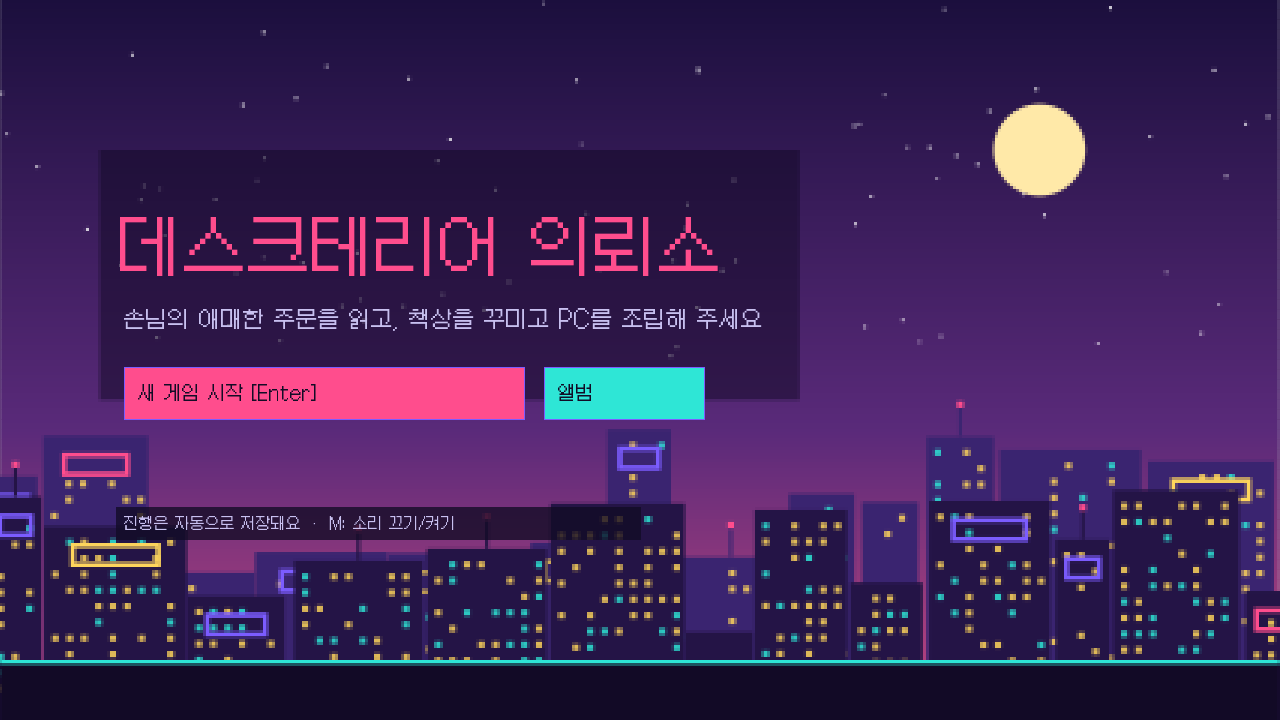 데스크테리어 의뢰소
손님의 애매한 주문을 읽고, 책상을 꾸미고 PC를 조립해 주세요
새 게임 시작 [Enter]
앨범
진행은 자동으로 저장돼요 · M: 소리 끄기/켜기